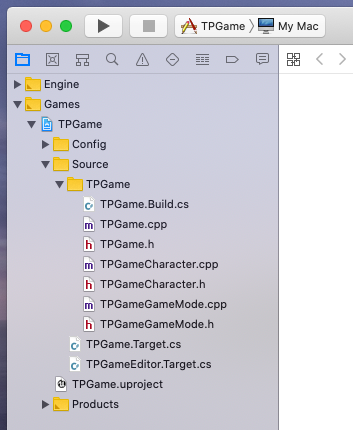 TPGame My Mac
Engine
Games
TPGame
Config
Source
TPGame
TPGame.Build.cs
TPGame.cpp
TPGame.h
TPGameCharacter.cpp
TPGameCharacter.h
TPGameGameMode.cpp
TPGameGameMode.h
TPGame.Target.cs
TPGameEditor.Target.cs
TPGame.uproject
Products